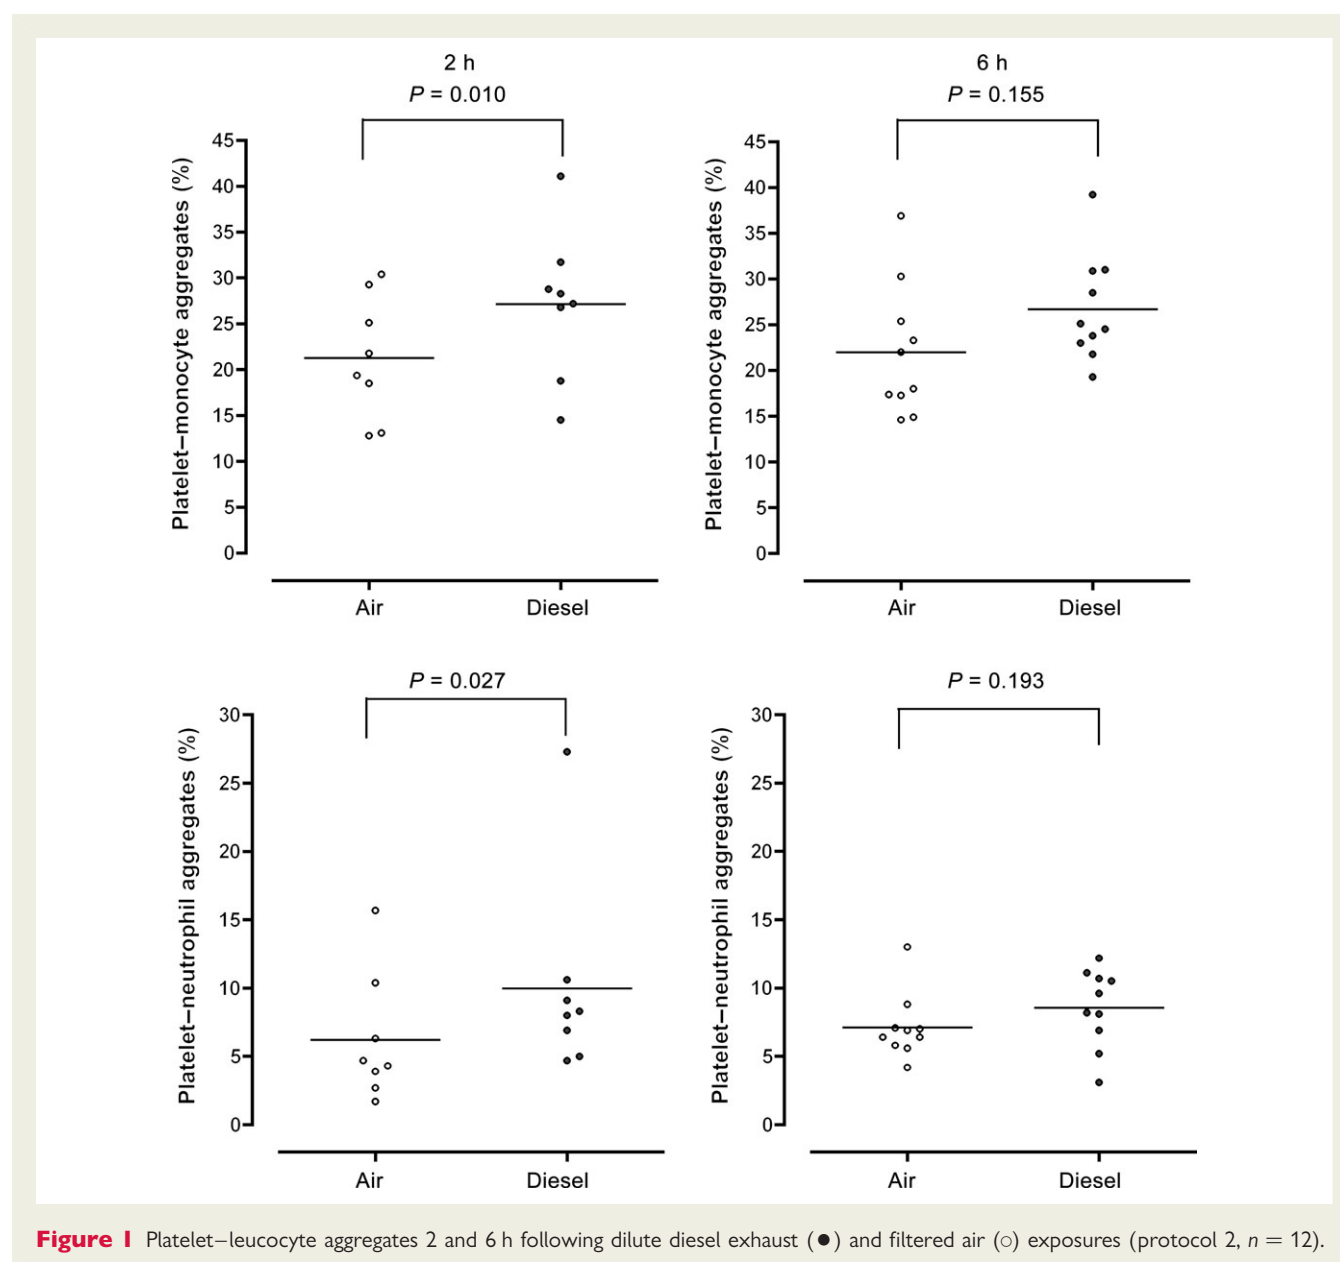 2 h
P = 0.010
6 h
P = 0.155
Platelet–monocyte aggregates (%)
45
40
35
30
25
20
15
10
5
0
Air
Diesel
Platelet–monocyte aggregates (%)
45
40
35
30
25
20
15
10
5
0
Air
Diesel
P = 0.027
P = 0.193
Platelet–neutrophil aggregates (%)
30
25
20
15
10
5
0
Air
Diesel
Platelet–neutrophil aggregates (%)
30
25
20
15
10
5
0
Air
Diesel
Figure 1 Platelet–leucocyte aggregates 2 and 6 h following dilute diesel exhaust (●) and filtered air (○) exposures (protocol 2, n = 12).